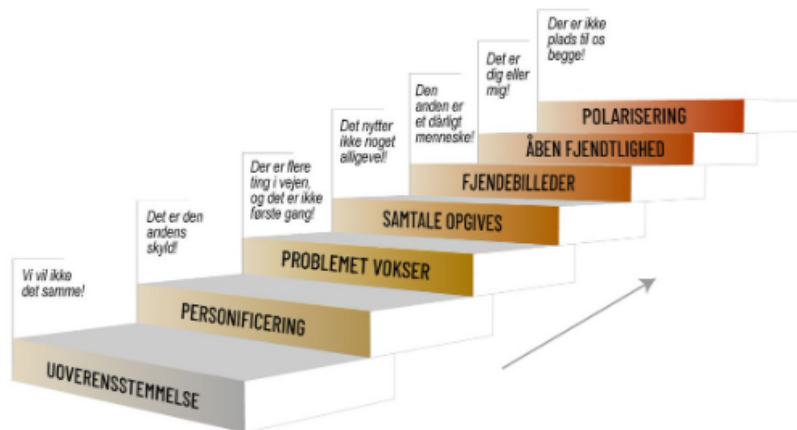 Der er ikke
plads til os
begge!
POLARISERING
Det er
dig eller
mig!
ÅBEN FJENDTLIGHED
Den
anden er
et dårligt
menneske!
FJENDEBILLEDER
Det nytter
ikke noget
alligevel!
SAMTALE OPGIVES
Der er flere
ting i vejen,
og det er ikke
første gang!
PROBLEMET VOKSER
Det er den
andens
skyld!
PERSONIFICERING
Vi vil ikke
det samme!
UOVERENSSTEMMELSE